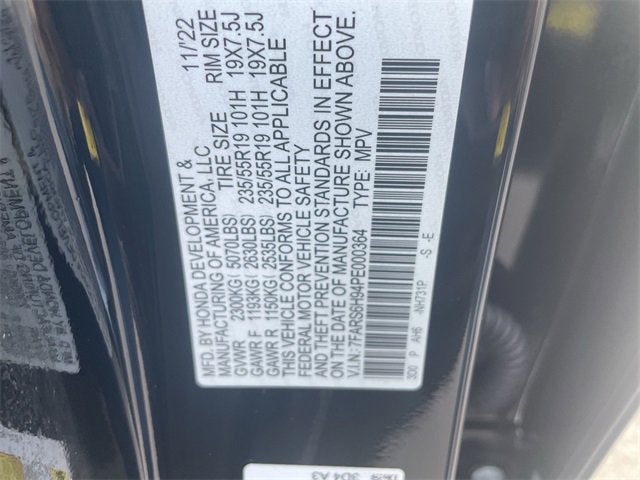 MFD. BY HONDA DEVELOPMENT & 11/22
MANUFACTURING OF AMERICA, LLC
TIRE SIZE RIM SIZE
GVWR 2300KG( 5070LBS) 235/55R19 101H 19X7.5J
GAWR F 1193KG( 2630LBS) 235/55R19 101H 19X7.5J
GAWR R 1150KG( 2535LBS)
THIS VEHICLE CONFORMS TO ALL APPLICABLE
FEDERAL MOTOR VEHICLE SAFETY
AND THEFT PREVENTION STANDARDS IN EFFECT
ON THE DATE OF MANUFACTURE SHOWN ABOVE.
V.I.N: 7FARS6H94PE000364 TYPE: MPV
3D0 P AH6 -NH731P -S -E
3D4 A3